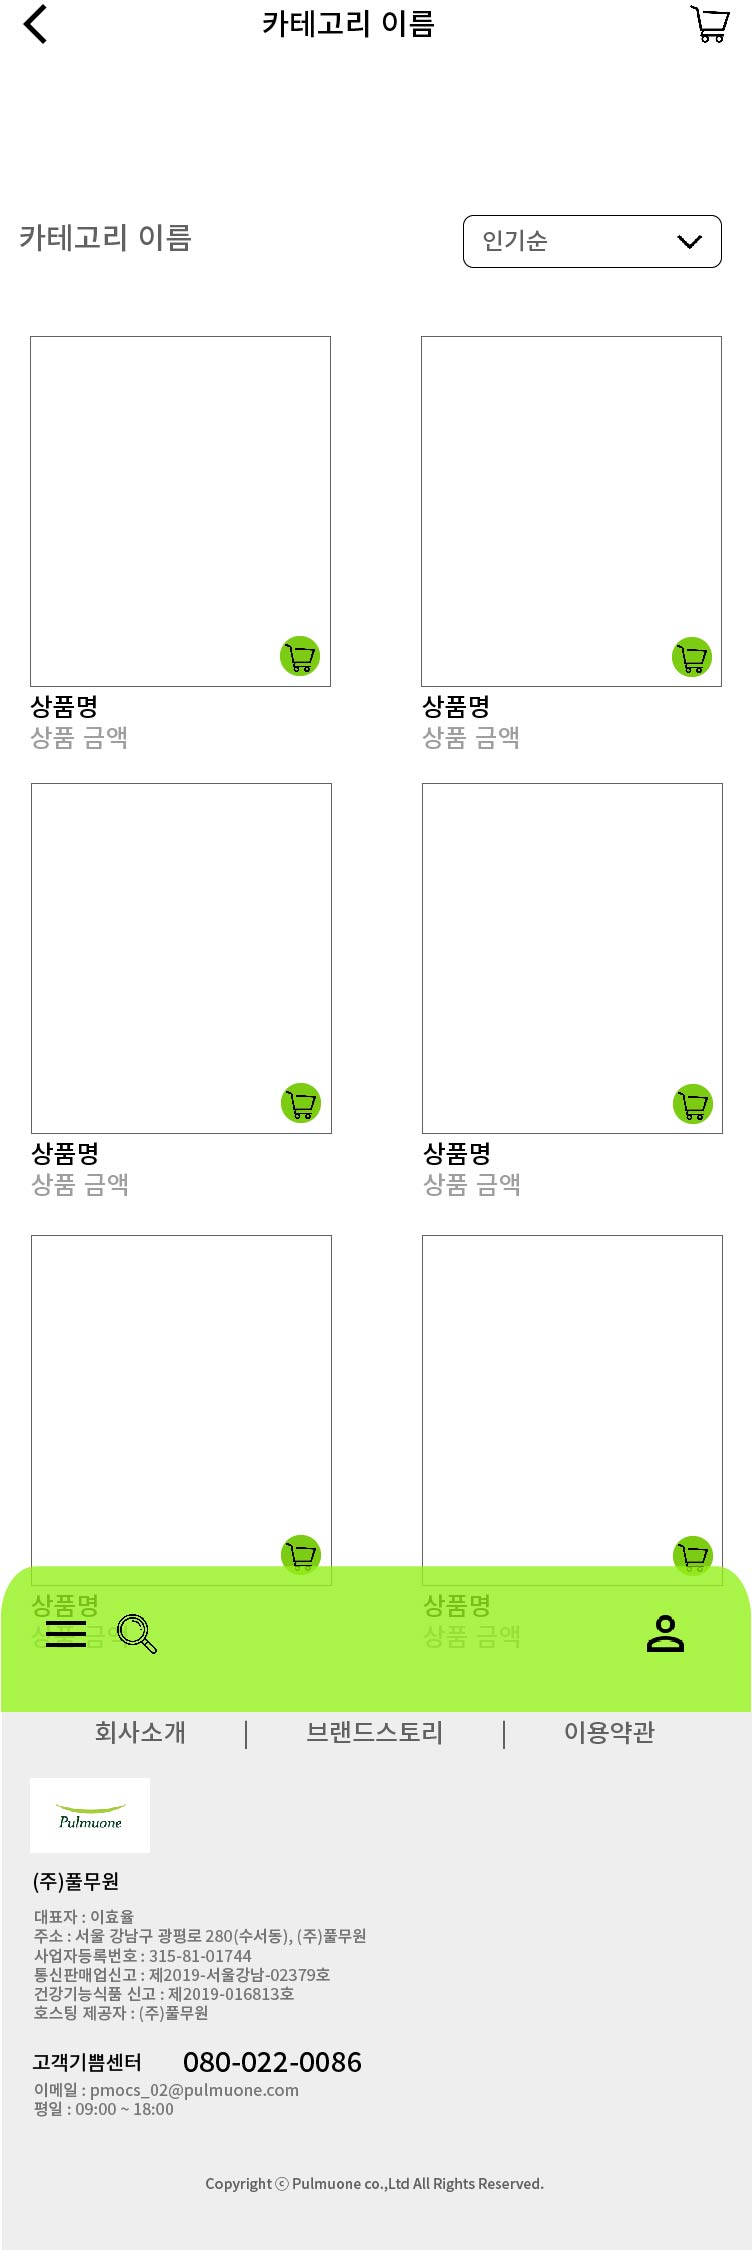 카테고리 이름
카테고리 이름
인기순
상품명
상품 금액
상품명
상품 금액
상품명
상품 금액
상품명
상품 금액
상품명
상품 금액
상품명
상품 금액
회사소개 | 브랜드스토리 | 이용약관
Pulmuone
(주)풀무원
대표자 : 이효율
주소 : 서울 강남구 광평로 280(수서동), (주)풀무원
사업자등록번호 : 315-81-01744
통신판매업신고 : 제2019-서울강남-02379호
건강기능식품 신고 : 제2019-016813호
호스팅 제공자 : (주)풀무원
고객기쁨센터 080-022-0086
이메일 : pmocs_02@pulmuone.com
평일 : 09:00 ~ 18:00
Copyright ⓒ Pulmuone co.,Ltd All Rights Reserved.